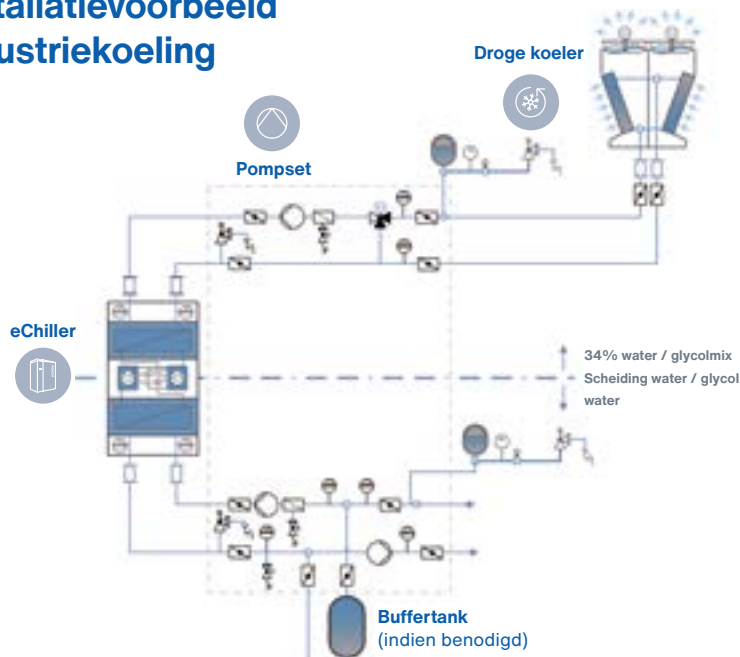 tallatievoorbeeld
ustriekoeling
Droge koeler
Pompset
eChiller
34% water / glycolmix
Scheiding water / glycol
water
Buffertank
(indien benodigd)